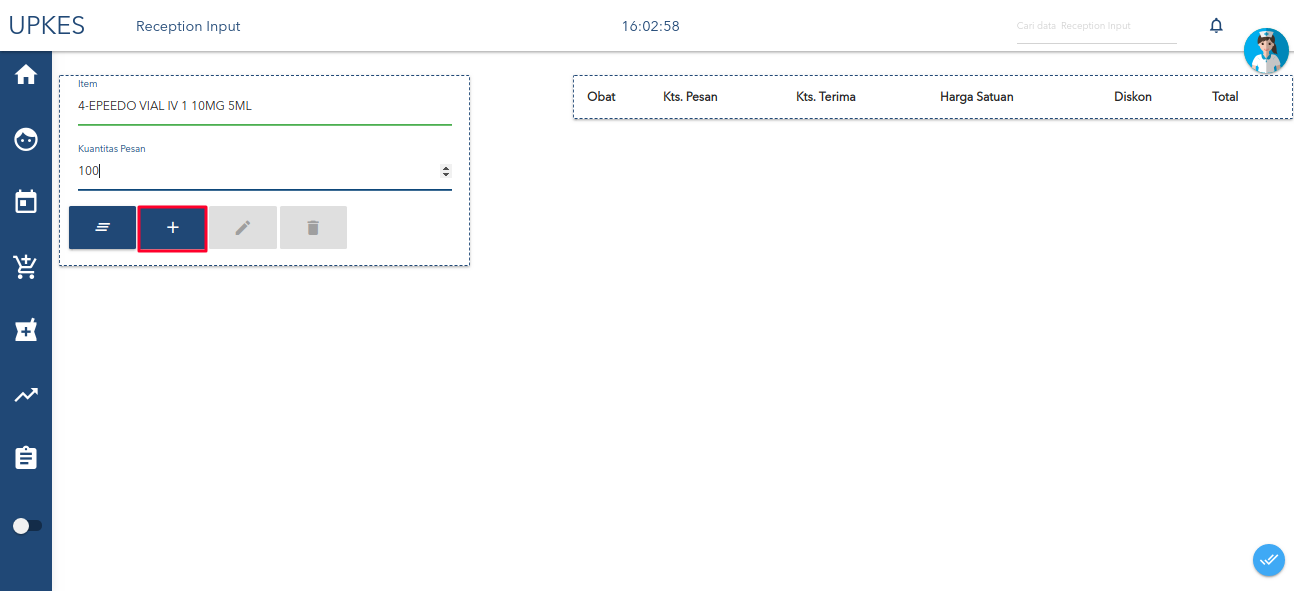 UPKES
Reception Input
16:02:58
Cari data Reception Input
Item
4-EPEEDO VIAL IV 1 10MG 5ML
Kuantitas Pesan
100
Obat Kts. Pesan Kts. Terima Harga Satuan Diskon Total